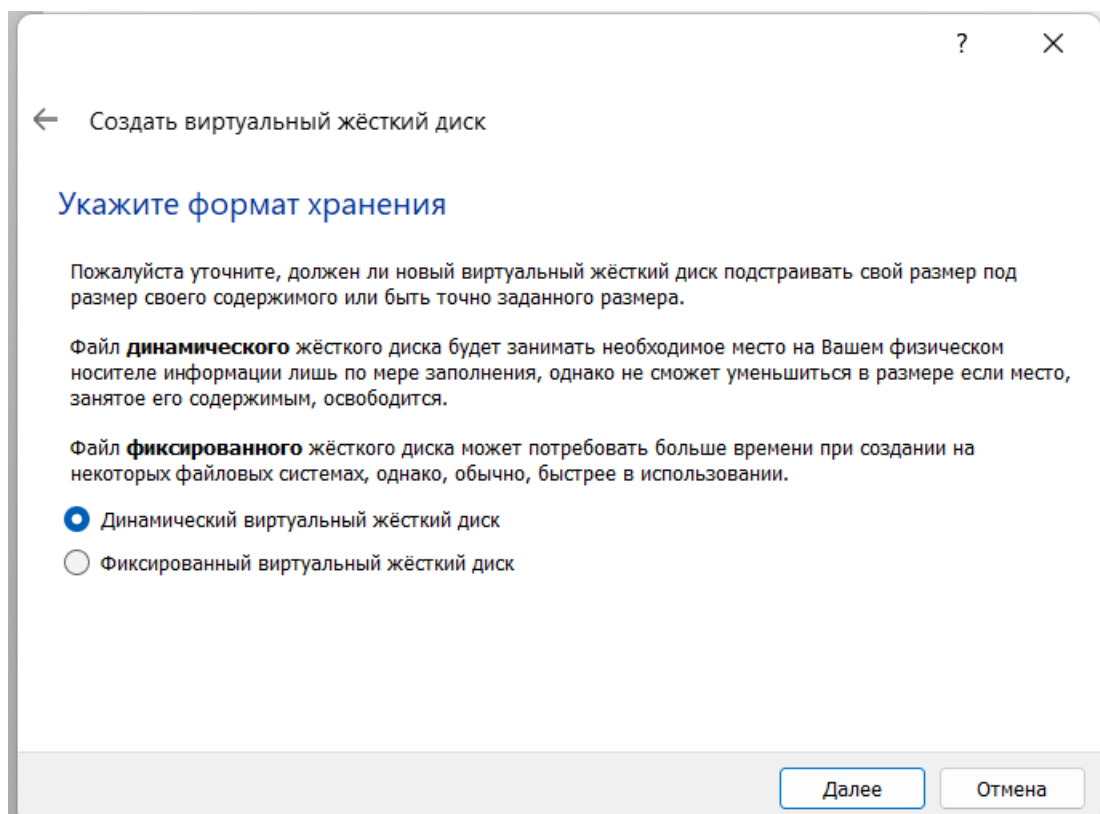 ?
Создать виртуальный жёсткий диск
Укажите формат хранения
Пожалуйста уточните, должен ли новый виртуальный жёсткий диск подстраивать свой размер под
размер своего содержимого или быть точно заданного размера.
Файл динамического жёсткого диска будет занимать необходимое место на Вашем физическом
носителе информации лишь по мере заполнения, однако не сможет уменьшиться в размере если место,
занятое его содержимым, освободится.
Файл фиксированного жёсткого диска может потребовать больше времени при создании на
некоторых файловых системах, однако, обычно, быстрее в использовании.
Динамический виртуальный жёсткий диск
Фиксированный виртуальный жёсткий диск
Далее Отмена